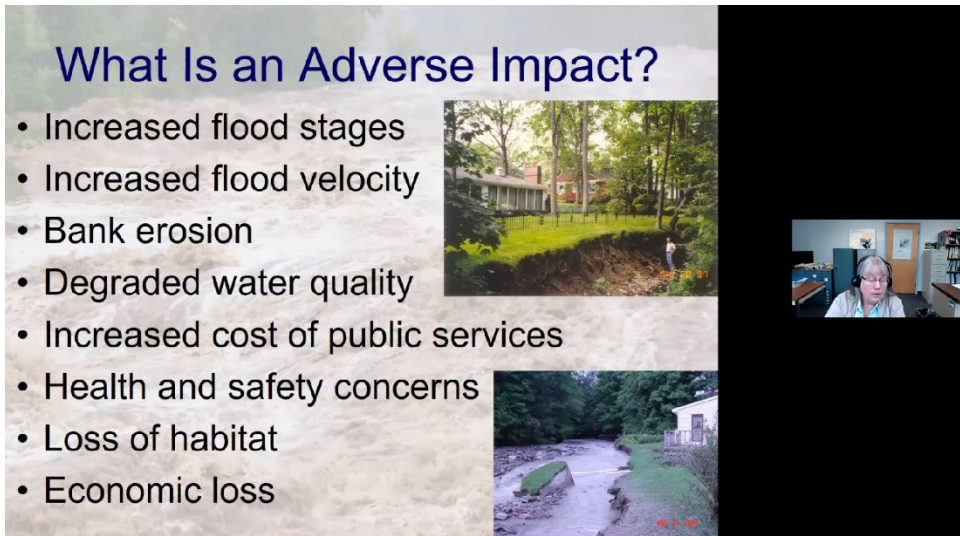 What Is an Adverse Impact?
• Increased flood stages
• Increased flood velocity
• Bank erosion
• Degraded water quality
• Increased cost of public services
• Health and safety concerns
• Loss of habitat
• Economic loss